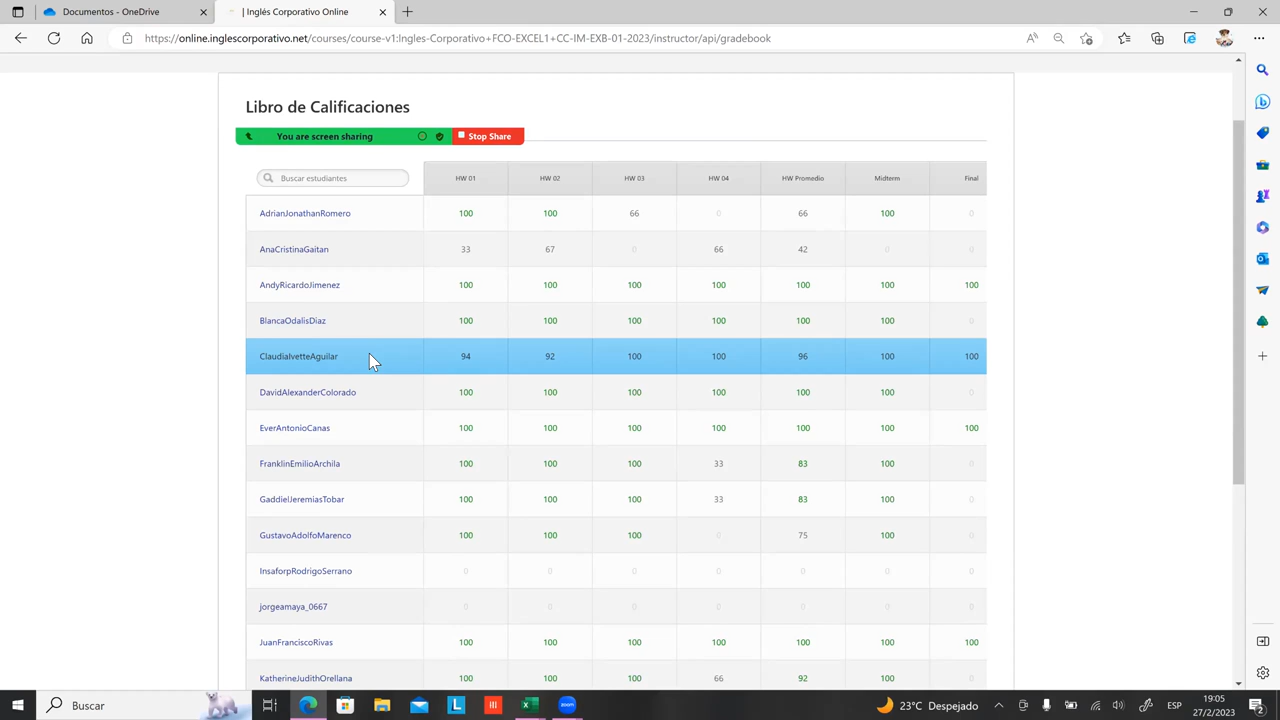 Documentos - OneDrive
| Inglés Corporativo Online
https://online.inglescorporativo.net/courses/course-v1:Ingles-Corporativo+FCO-EXCEL1+CC-IM-EXB-01-2023/instructor/api/gradebook
Libro de Calificaciones
You are screen sharing Stop Share
Buscar estudiantes HW 01 HW 02 HW 03 HW 04 HW Promedio Midterm Final
AdrianJonathanRomero 100 100 66 0 66 100 0
AnaCristinaGaitan 33 67 0 66 42 0 0
AndyRicardoJimenez 100 100 100 100 100 100 100
BlancaOdalisDiaz 100 100 100 100 100 100 0
ClaudiaIvetteAguilar 94 92 100 100 96 100 100
DavidAlexanderColorado 100 100 100 100 100 100 0
EverAntonioCanas 100 100 100 100 100 100 100
FranklinEmilioArchila 100 100 100 33 83 100 0
GaddielJeremiasTobar 100 100 100 33 83 100 0
GustavoAdolfoMarenco 100 100 100 0 75 100 0
InsaforpRodrigoSerrano 0 0 0 0 0 0 0
jorgeamaya_0667 0 0 0 0 0 0 0
JuanFranciscoRivas 100 100 100 100 100 100 100
KatherineJudithOrellana 100 100 100 66 92 100 0
Buscar
zoom
23°C Despejado
ESP
19:05
27/2/2023
2